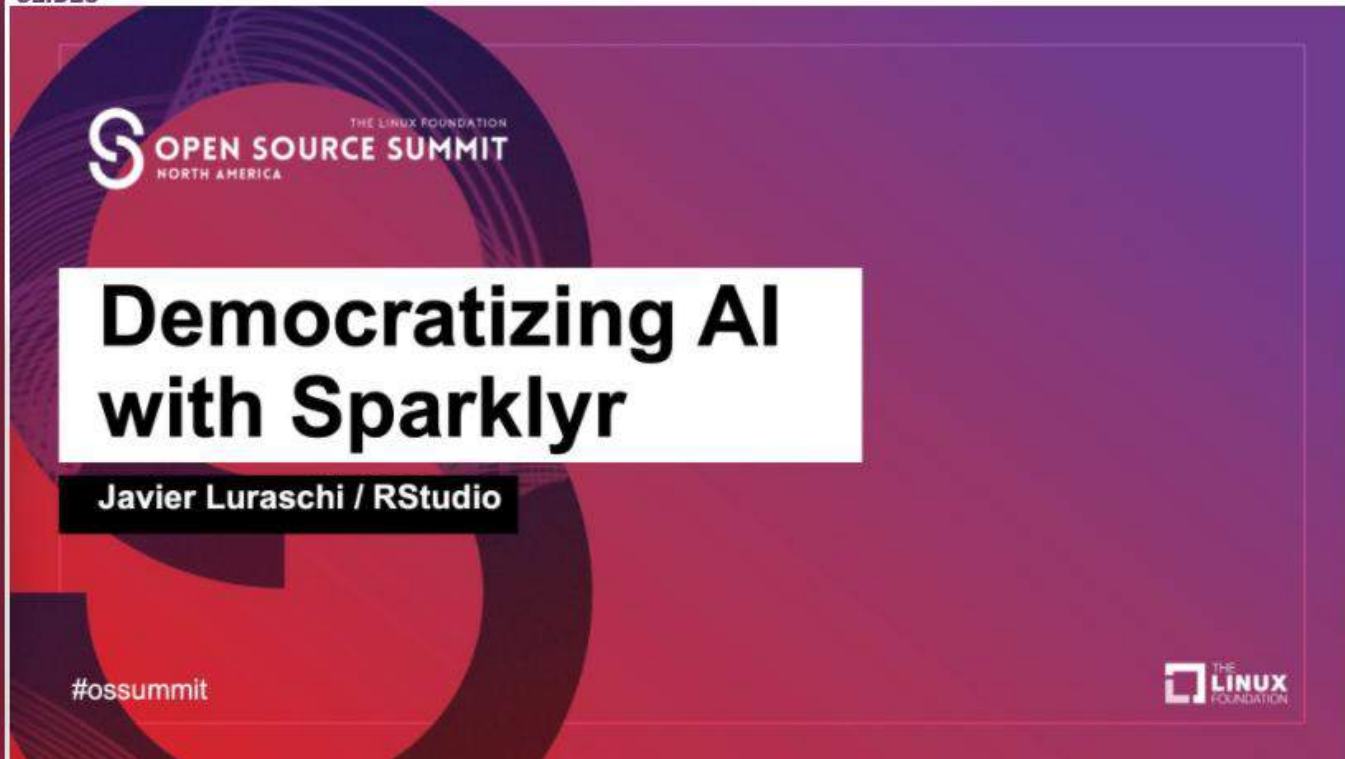 THE LINUX FOUNDATION
OPEN SOURCE SUMMIT
NORTH AMERICA
Democratizing AI
with Sparklyr
Javier Luraschi / RStudio
#ossummit
THE
LINUX
FOUNDATION